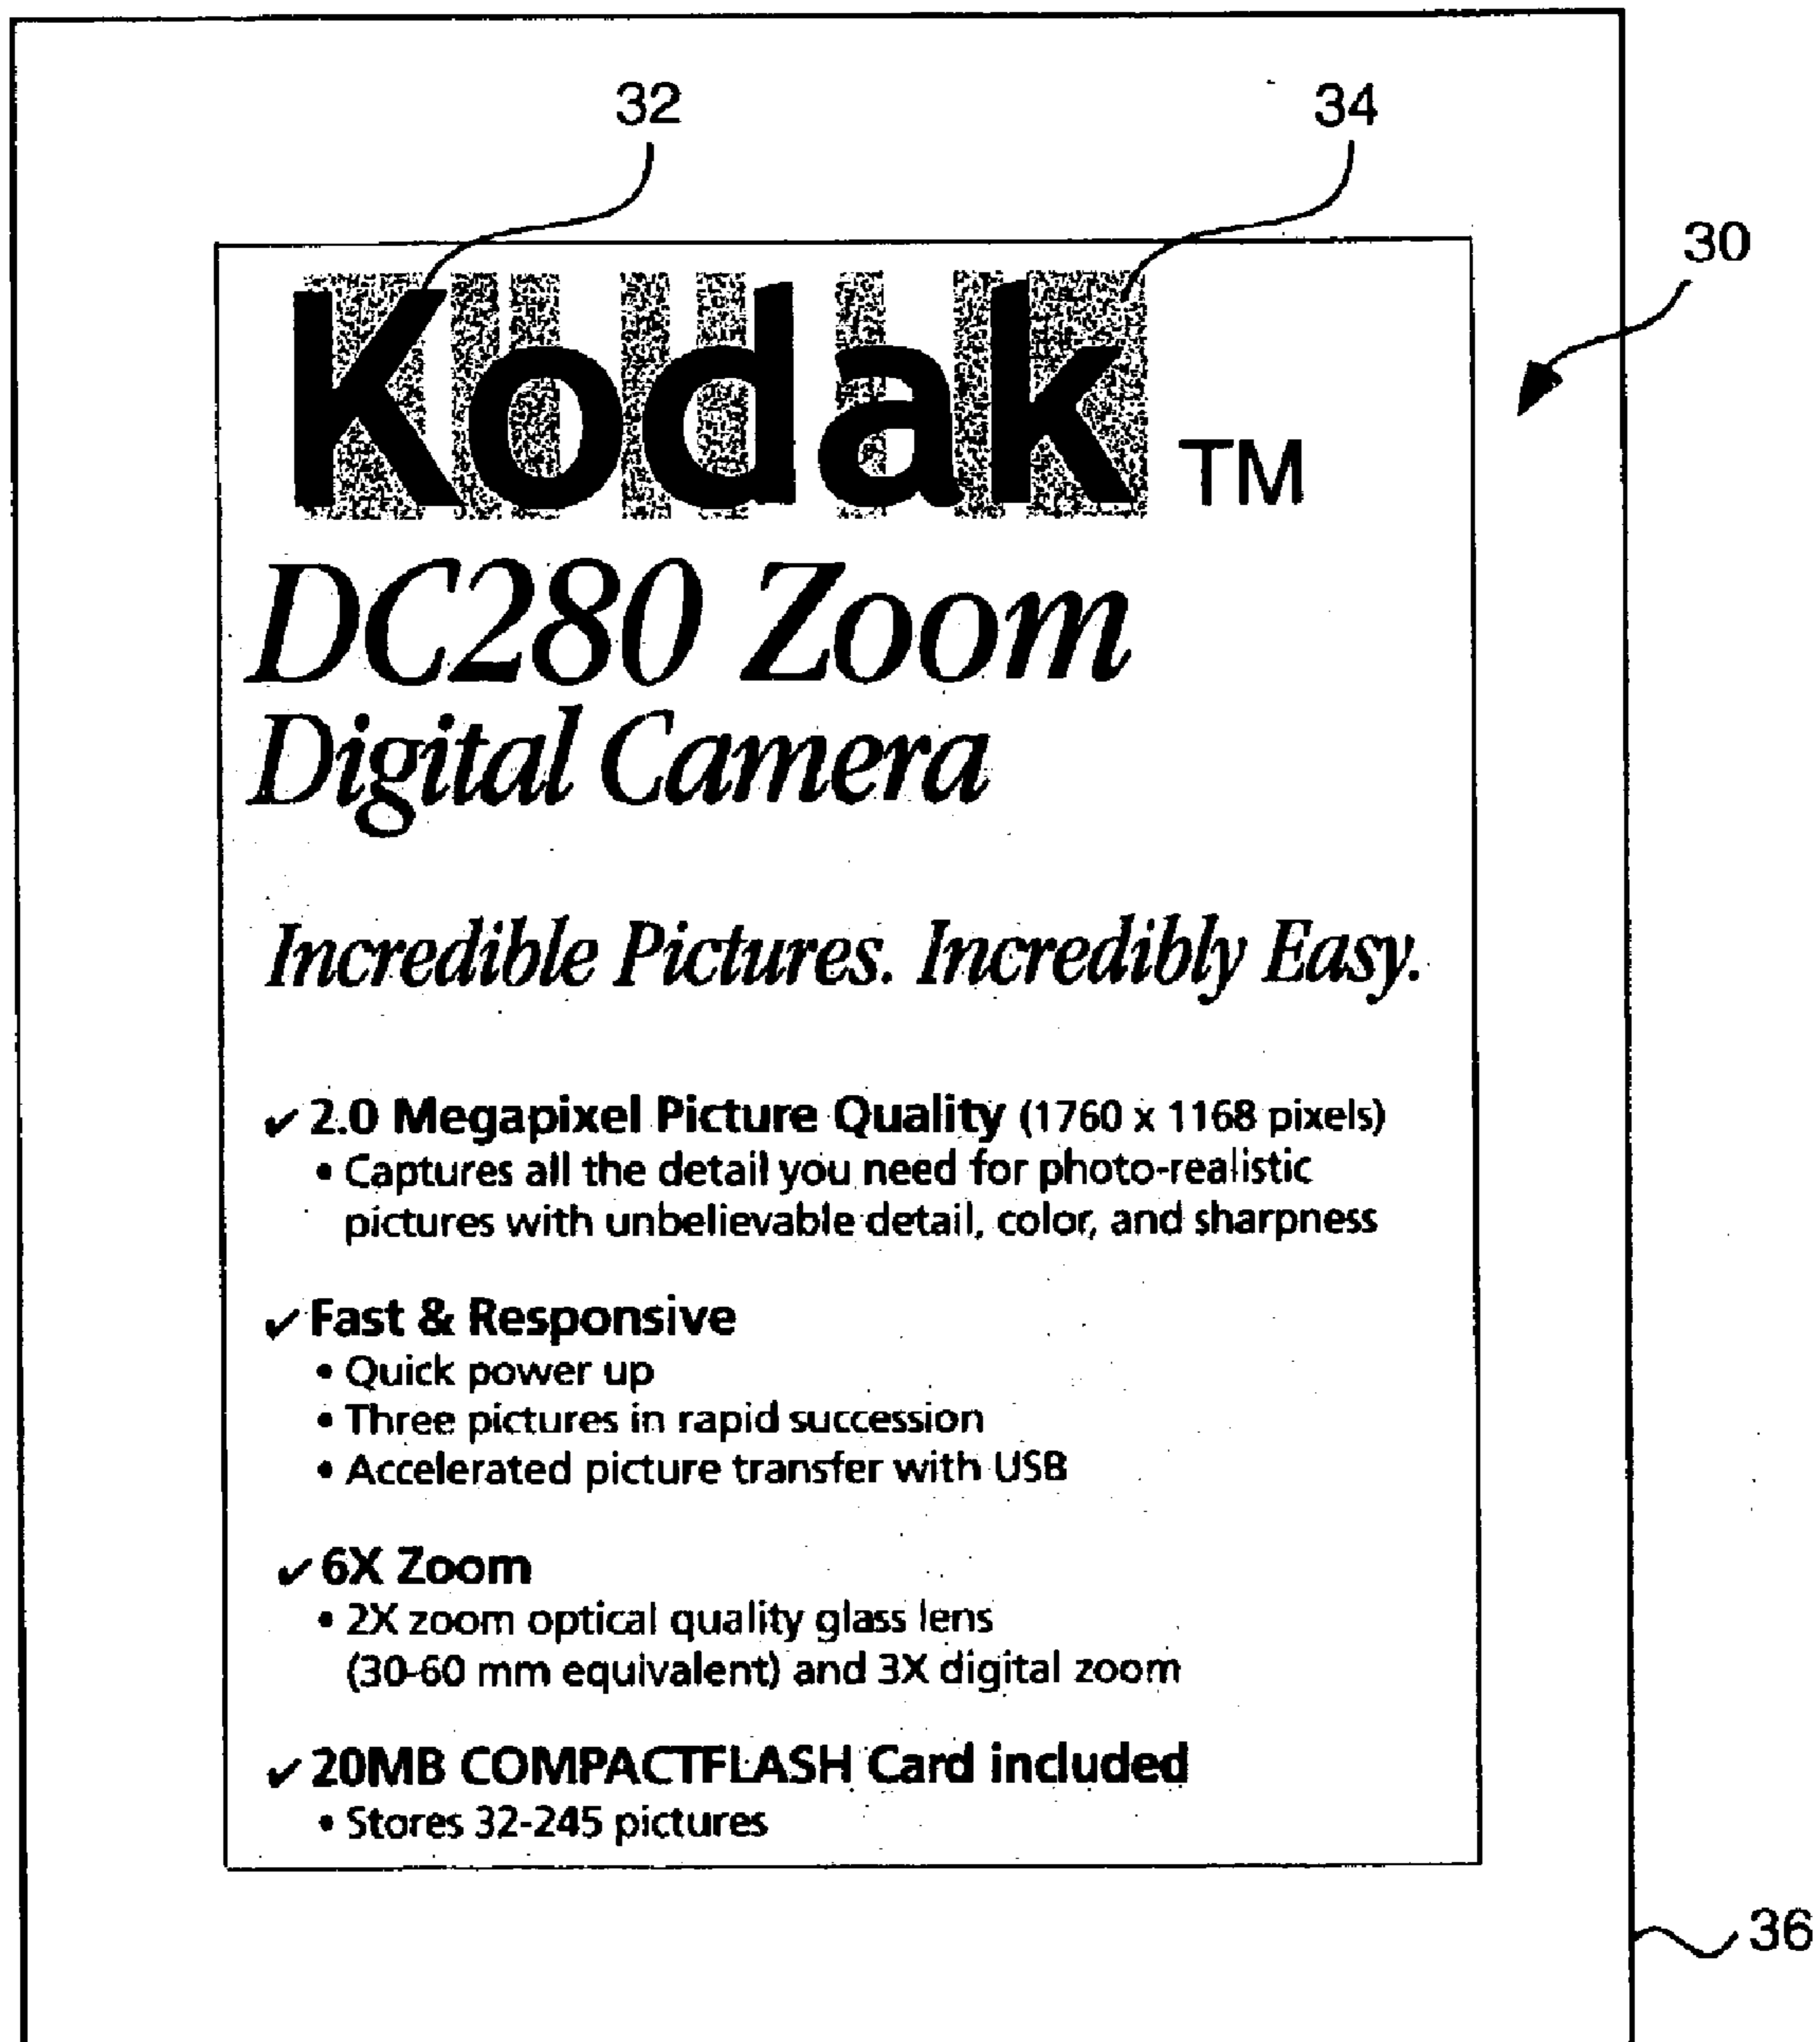 32
34
30
Kodak TM
DC280 Zoom
Digital Camera
Incredible Pictures. Incredibly Easy.
✓ 2.0 Megapixel Picture Quality (1760 x 1168 pixels)
• Captures all the detail you need for photo-realistic
pictures with unbelievable detail, color, and sharpness
✓ Fast & Responsive
• Quick power up
• Three pictures in rapid succession
• Accelerated picture transfer with USB
✓ 6X Zoom
• 2X zoom optical quality glass lens
(30-60 mm equivalent) and 3X digital zoom
✓ 20MB COMPACTFLASH Card included
• Stores 32-245 pictures
36